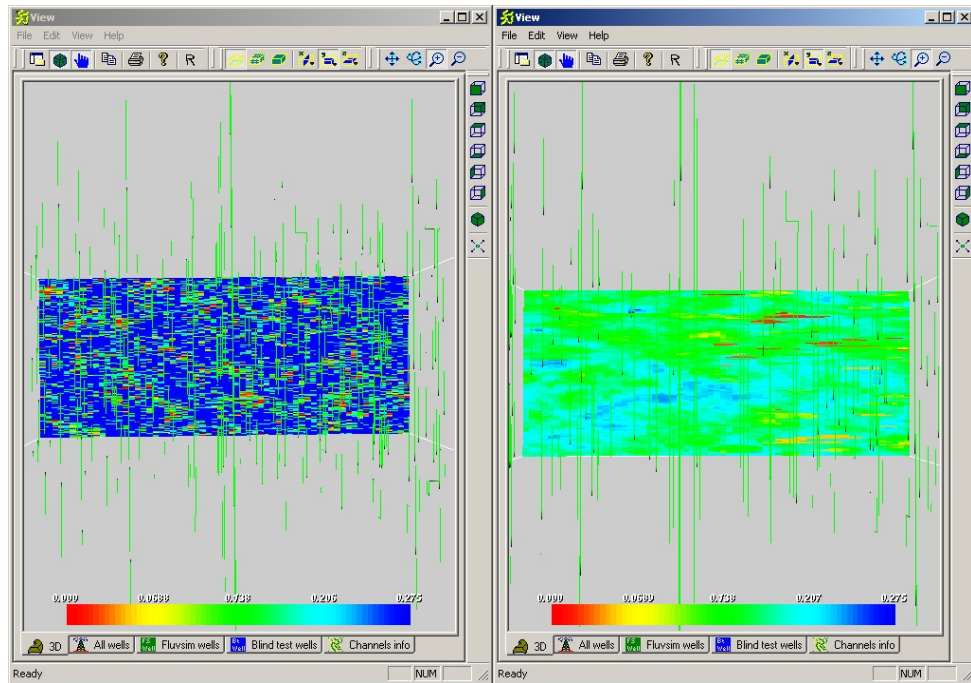 View
File Edit View Help
R
0.000 0.0688 0.138 0.206 0.275
3D All wells Fluvsim wells Blind test wells Channels info
Ready NUM
View
File Edit View Help
R
0.000 0.0689 0.138 0.207 0.275
3D All wells Fluvsim wells Blind test wells Channels info
Ready NUM